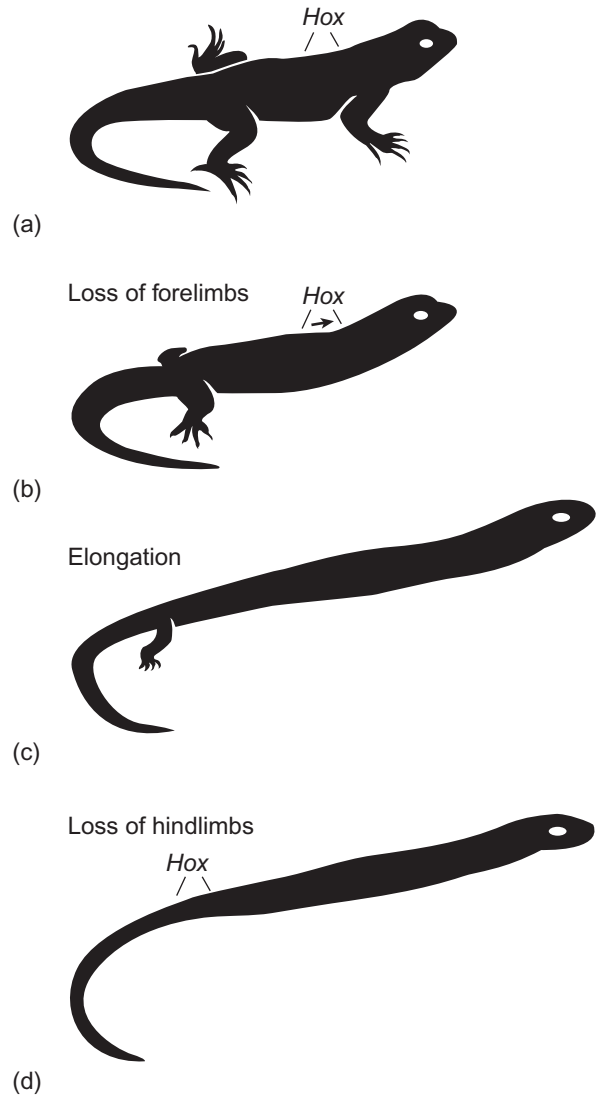 Hox
(a)
Loss of forelimbs
Hox
(b)
Elongation
(c)
Loss of hindlimbs
Hox
(d)